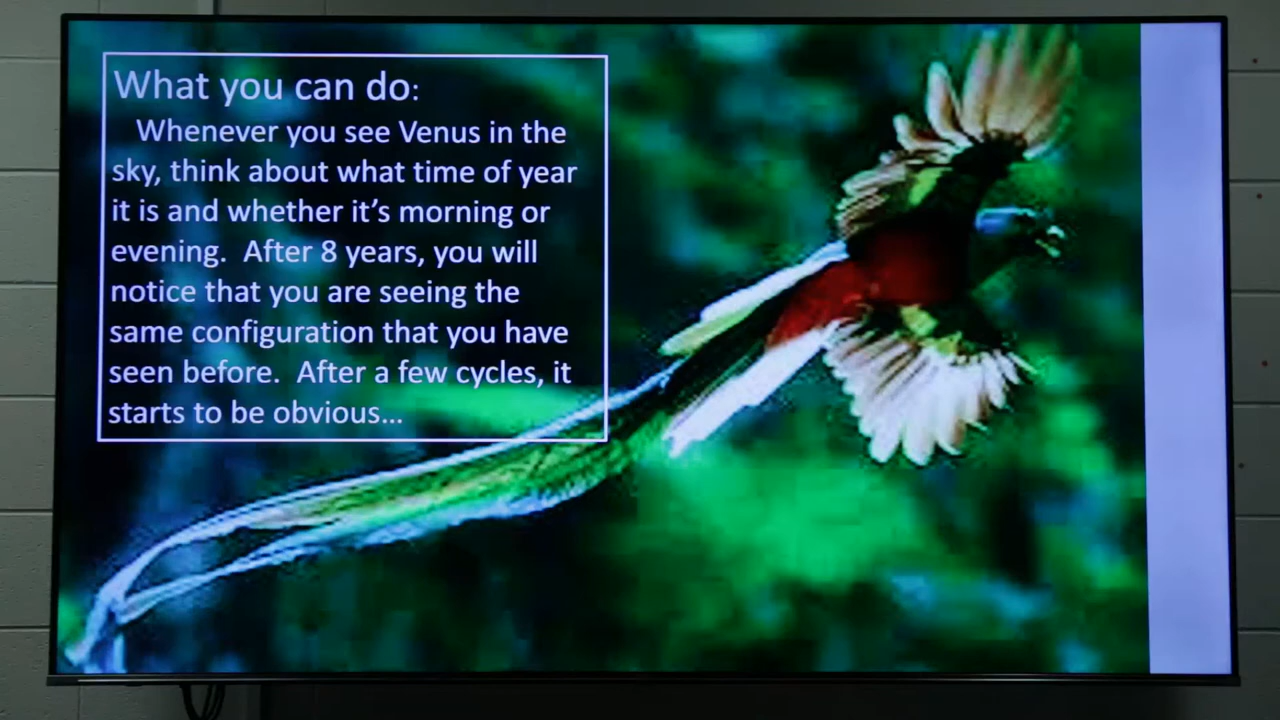 What you can do:
Whenever you see Venus in the
sky, think about what time of year
it is and whether it's morning or
evening.  After 8 years, you will
notice that you are seeing the
same configuration that you have
seen before.  After a few cycles, it
starts to be obvious...